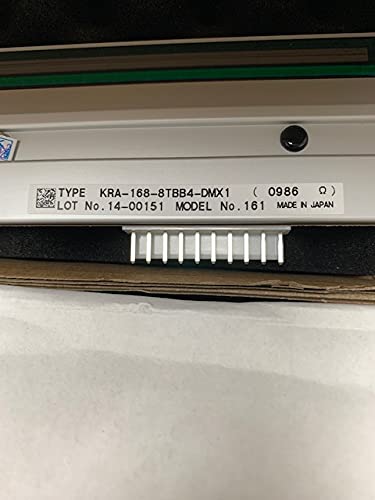 TYPE KRA-168-8TBB4-DMX1 ( 0986 Ω)
LOT No.14-00151 MODEL No.161 MADE IN JAPAN